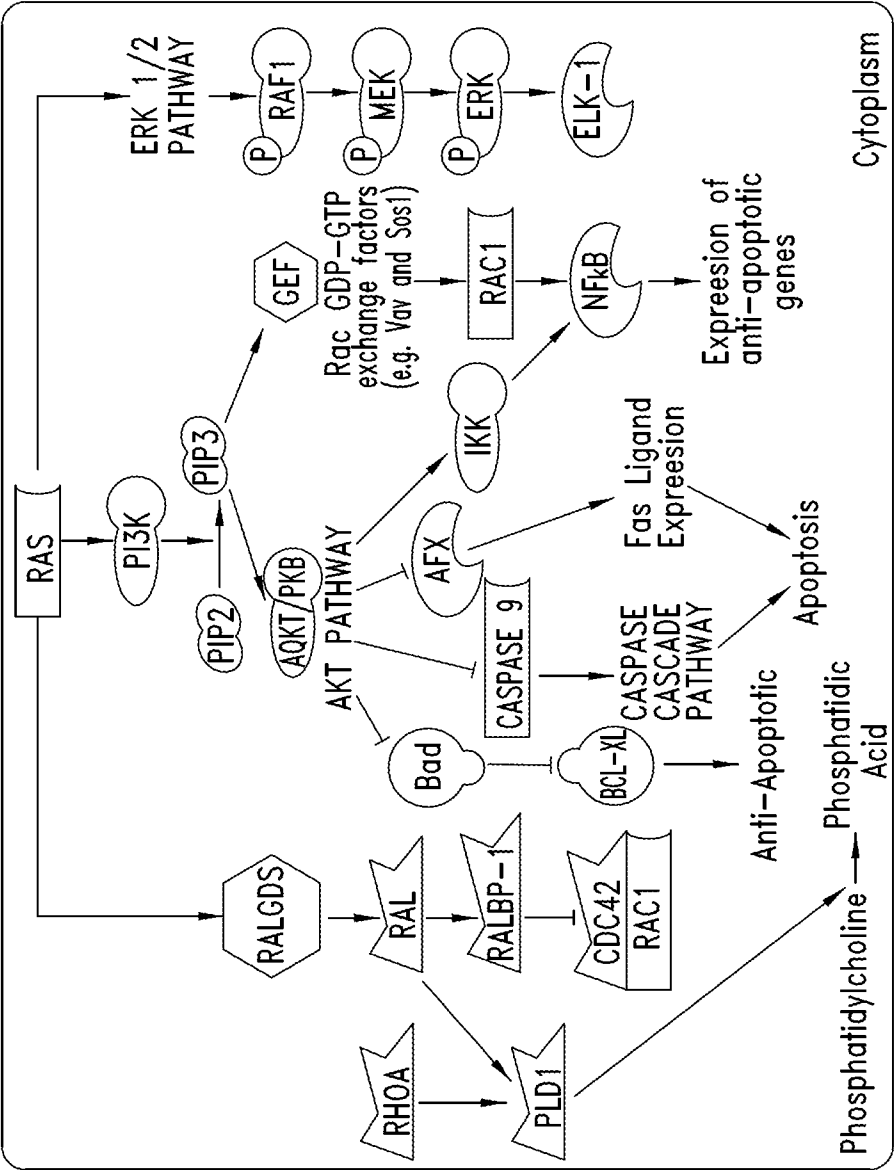 RAS
ERK 1/2
PATHWAY
PI3K
PIP2
PIP3
RALGDS
P
RAF1
GEF
Rac GDP-GTP
exchange factors
(e.g. Vav and Sos1)
AQKT/PKB
AKT PATHWAY
P
MEK
RHOA
RAL
Bad
AFX
IKK
RAC1
P
ERK
RALBP-1
CASPASE 9
PLD1
CDC42
RAC1
BCL-XL
CASPASE
CASCADE
PATHWAY
Fas Ligand
Expreesion
NFkB
ELK-1
Anti-Apoptotic
Apoptosis
Expreesion of
anti-apoptotic
genes
Phosphatidylcholine
Phosphatidic
Acid
Cytoplasm